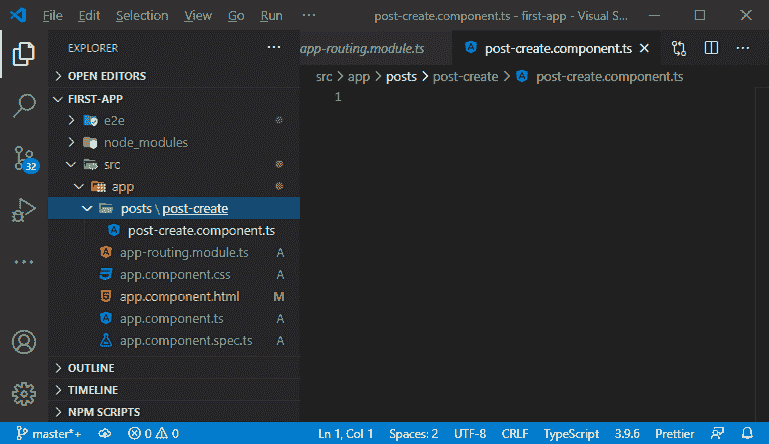 File Edit Selection View Go Run ··· post-create.component.ts - first-app - Visual S...
EXPLORER ···
app-routing.module.ts post-create.component.ts
src > app > posts > post-create > post-create.component.ts
1
OPEN EDITORS
FIRST-APP
e2e
node_modules
src
app
posts \ post-create
post-create.component.ts
app-routing.module.ts A
app.component.css A
app.component.html M
app.component.ts A
app.component.spec.ts A
OUTLINE
TIMELINE
NPM SCRIPTS
32
master*+ 0 0 Ln 1, Col 1 Spaces: 2 UTF-8 CRLF TypeScript 3.9.6 Prettier